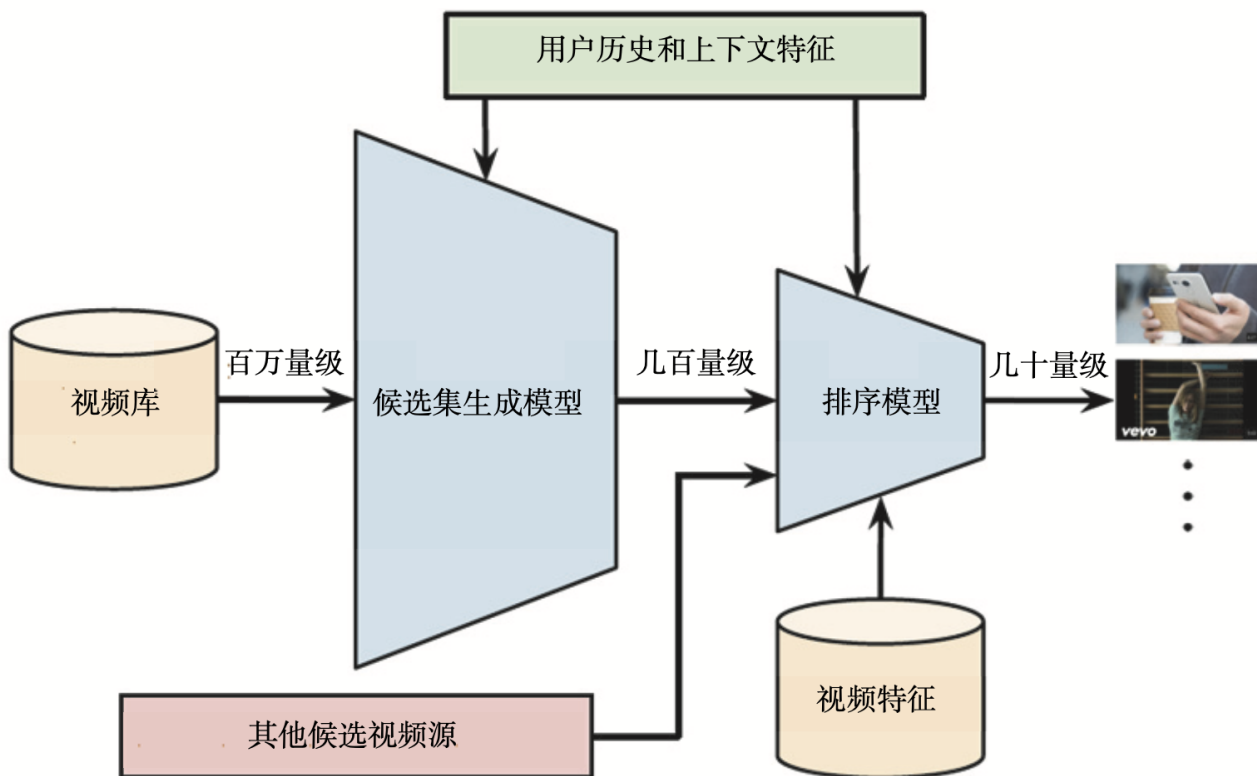 用户历史和上下文特征
视频库
百万量级
候选集生成模型
几百量级
排序模型
几十量级
vevo
其他候选视频源
视频特征